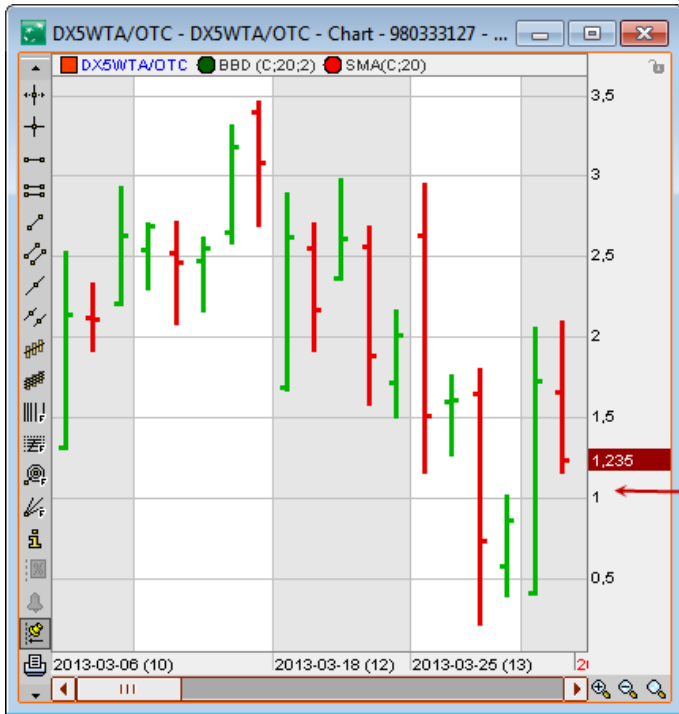 DX5WTA/OTC - DX5WTA/OTC - Chart - 980333127 - ...
DX5WTA/OTC BBD (C;20;2) SMA(C;20)
3,5
3
2,5
2
1,5
1,235
1
0,5
2013-03-06 (10) 2013-03-18 (12) 2013-03-25 (13)